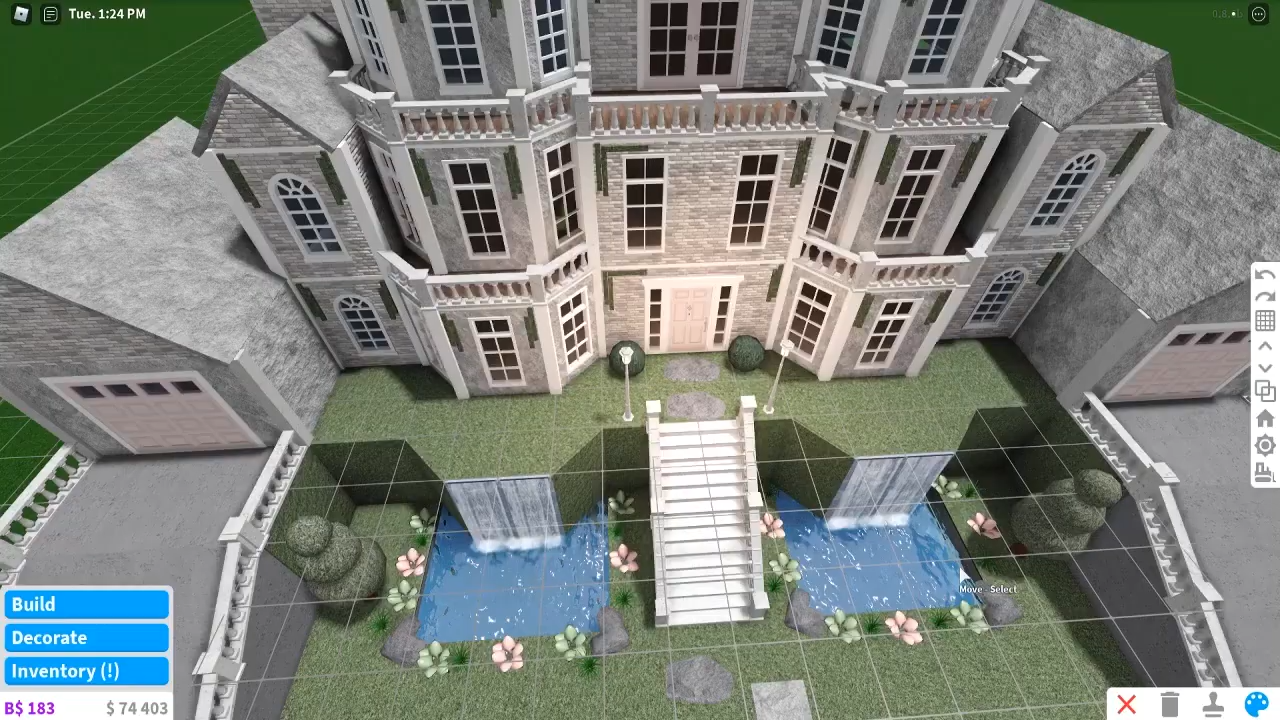 Tue. 1:24 PM
Move - Select
Build
Decorate
Inventory (!)
B$ 183
$ 74 403